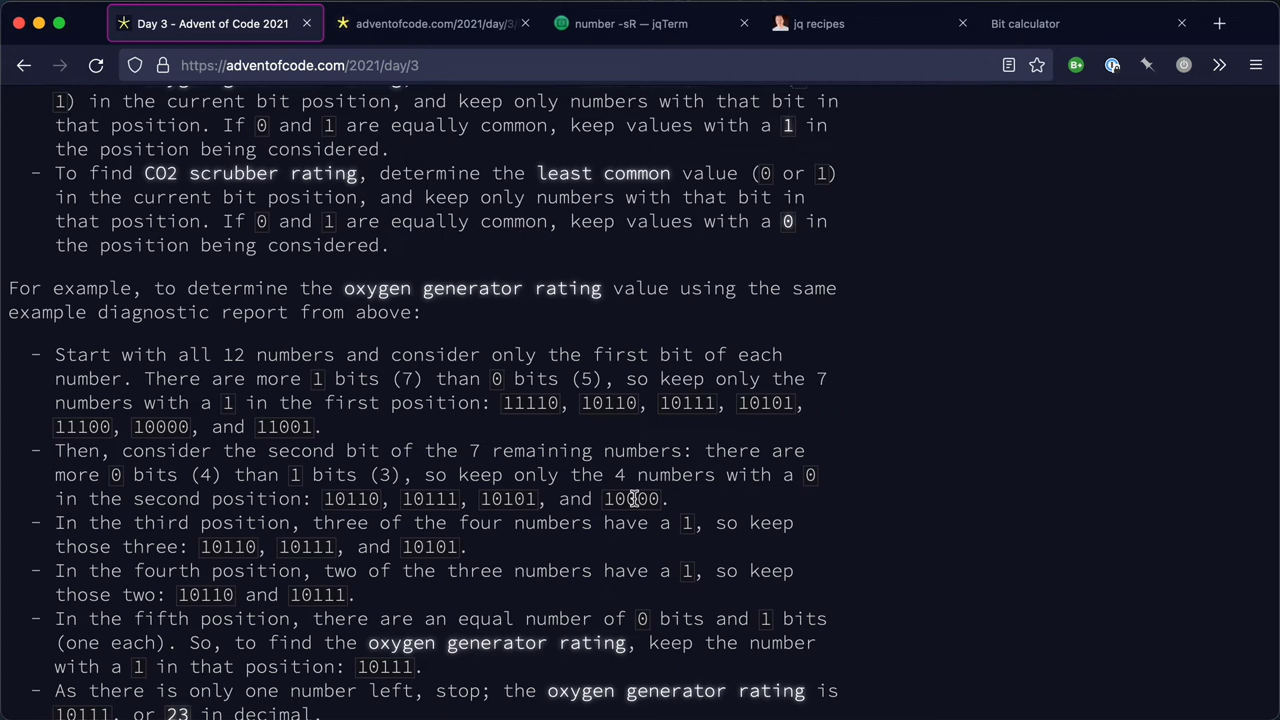 Day 3 - Advent of Code 2021
adventofcode.com/2021/day/3/
number -sR — jqTerm
jq recipes
Bit calculator
https://adventofcode.com/2021/day/3
1) in the current bit position, and keep only numbers with that bit in
that position. If 0 and 1 are equally common, keep values with a 1 in
the position being considered.
- To find CO2 scrubber rating, determine the least common value (0 or 1)
in the current bit position, and keep only numbers with that bit in
that position. If 0 and 1 are equally common, keep values with a 0 in
the position being considered.
For example, to determine the oxygen generator rating value using the same
example diagnostic report from above:
- Start with all 12 numbers and consider only the first bit of each
number. There are more 1 bits (7) than 0 bits (5), so keep only the 7
numbers with a 1 in the first position: 11110, 10110, 10111, 10101,
11100, 10000, and 11001.
- Then, consider the second bit of the 7 remaining numbers: there are
more 0 bits (4) than 1 bits (3), so keep only the 4 numbers with a 0
in the second position: 10110, 10111, 10101, and 10000.
- In the third position, three of the four numbers have a 1, so keep
those three: 10110, 10111, and 10101.
- In the fourth position, two of the three numbers have a 1, so keep
those two: 10110 and 10111.
- In the fifth position, there are an equal number of 0 bits and 1 bits
(one each). So, to find the oxygen generator rating, keep the number
with a 1 in that position: 10111.
- As there is only one number left, stop; the oxygen generator rating is
10111, or 23 in decimal.